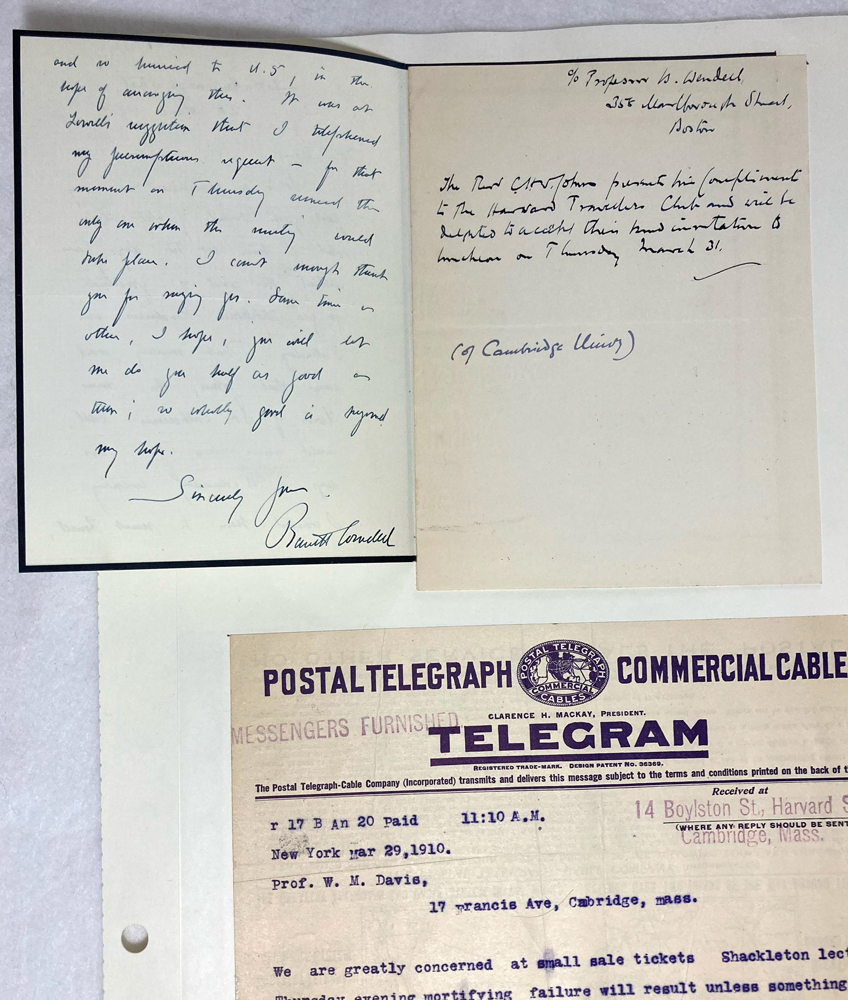 and so hurried to U.S, in the
hope of arranging this. It was at
Lowell's suggestion that I telephoned
my presumptuous request – for that
moment on Thursday seemed the
only one when the meeting could
take place. I can't enough thank
you for saying yes. Some time or
other, I hope, you will let
me do you half as good a
turn; so wholly good is beyond
my hope.
Sincerely yours
Barrett Wendell
c/o Professor B. Wendell,
358 Marlborough Street,
Boston
The Revd C.H.W. Johns presents his compliments
to The Harvard Travellers Club and will be
delighted to accept their kind invitation to
luncheon on Thursday March 31.
(of Cambridge Univy)
POSTAL TELEGRAPH COMMERCIAL CABLE
POSTAL TELEGRAPH
COMMERCIAL
CABLES
CLARENCE H. MACKAY, PRESIDENT.
MESSENGERS FURNISHED
TELEGRAM
REGISTERED TRADE-MARK. DESIGN PATENT No. 36369.
The Postal Telegraph-Cable Company (Incorporated) transmits and delivers this message subject to the terms and conditions printed on the back of t
Received at
14 Boylston St., Harvard S
(WHERE ANY REPLY SHOULD BE SENT
Cambridge, Mass.
r 17 B An 20 Paid 11:10 A.M.
New York Mar 29,1910.
Prof. W. M. Davis,
17 Francis Ave, Cmbridge, mass.
We are greatly concerned at small sale tickets Shackleton lect
Thursday evening mortifying failure will result unless something